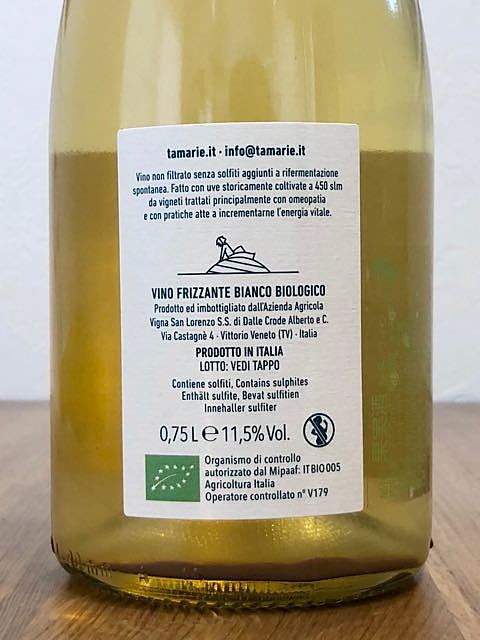 tamarie.it · info@tamarie.it
Vino non filtrato senza solfiti aggiunti a rifermentazione
spontanea. Fatto con uve storicamente coltivate a 450 slm
da vigneti trattati principalmente con omeopatia
e con pratiche atte a incrementarne l'energia vitale.
VINO FRIZZANTE BIANCO BIOLOGICO
Prodotto ed imbottigliato dall'Azienda Agricola
Vigna San Lorenzo S.S. di Dalle Crode Alberto e C.
Via Castagnè 4 · Vittorio Veneto (TV) · Italia
PRODOTTO IN ITALIA
LOTTO: VEDI TAPPO
Contiene solfiti, Contains sulphites
Enthält sulfite, Bevat sulfitien
Innehaller sulfiter
0,75 L ℮ 11,5% Vol.
Organismo di controllo
autorizzato dal Mipaaf: IT BIO 005
Agricoltura Italia
Operatore controllato n° V179